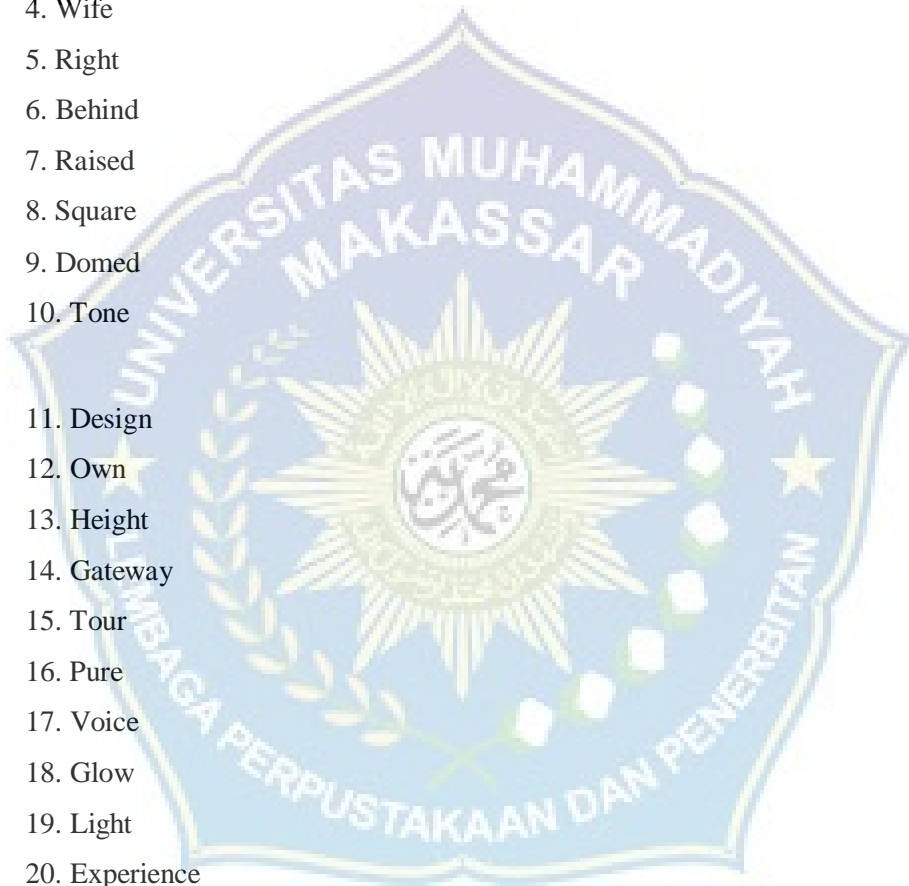 4. Wife
5. Right
6. Behind
7. Raised
8. Square
9. Domed
10. Tone
11. Design
12. Own
13. Height
14. Gateway
15. Tour
16. Pure
17. Voice
18. Glow
19. Light
20. Experience
UNIVERSITAS MUHAMMADIYAH
MAKASSAR
LEMBAGA PERPUSTAKAAN DAN PENERBITAN